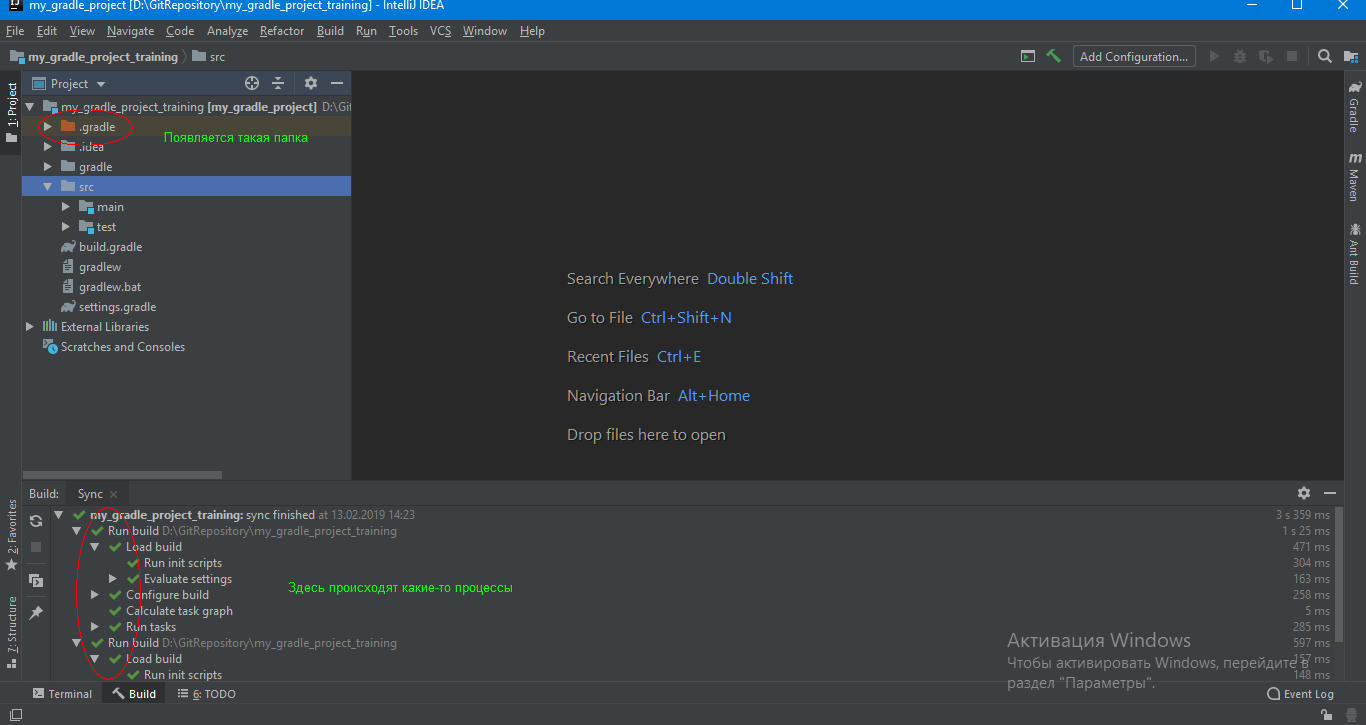 my_gradle_project [D:\GitRepository\my_gradle_project_training] - IntelliJ IDEA
File Edit View Navigate Code Analyze Refactor Build Run Tools VCS Window Help
my_gradle_project_training src Add Configuration...
1: Project
Project
my_gradle_project_training [my_gradle_project] D:\Git
.gradle
Появляется такая папка
.idea
gradle
src
main
test
build.gradle
gradlew
gradlew.bat
settings.gradle
External Libraries
Scratches and Consoles
Search Everywhere Double Shift
Go to File Ctrl+Shift+N
Recent Files Ctrl+E
Navigation Bar Alt+Home
Drop files here to open
Gradle
m Maven
Ant Build
2: Favorites
Z: Structure
Build: Sync
my_gradle_project_training: sync finished at 13.02.2019 14:23 3 s 359 ms
Run build D:\GitRepository\my_gradle_project_training 1 s 25 ms
Load build 471 ms
Run init scripts 304 ms
Evaluate settings 163 ms
Здесь происходят какие-то процессы
Configure build 258 ms
Calculate task graph 5 ms
Run tasks 285 ms
Run build D:\GitRepository\my_gradle_project_training 597 ms
Load build 157 ms
Run init scripts 148 ms
Активация Windows
Чтобы активировать Windows, перейдите в
раздел "Параметры".
Terminal Build 6: TODO Event Log